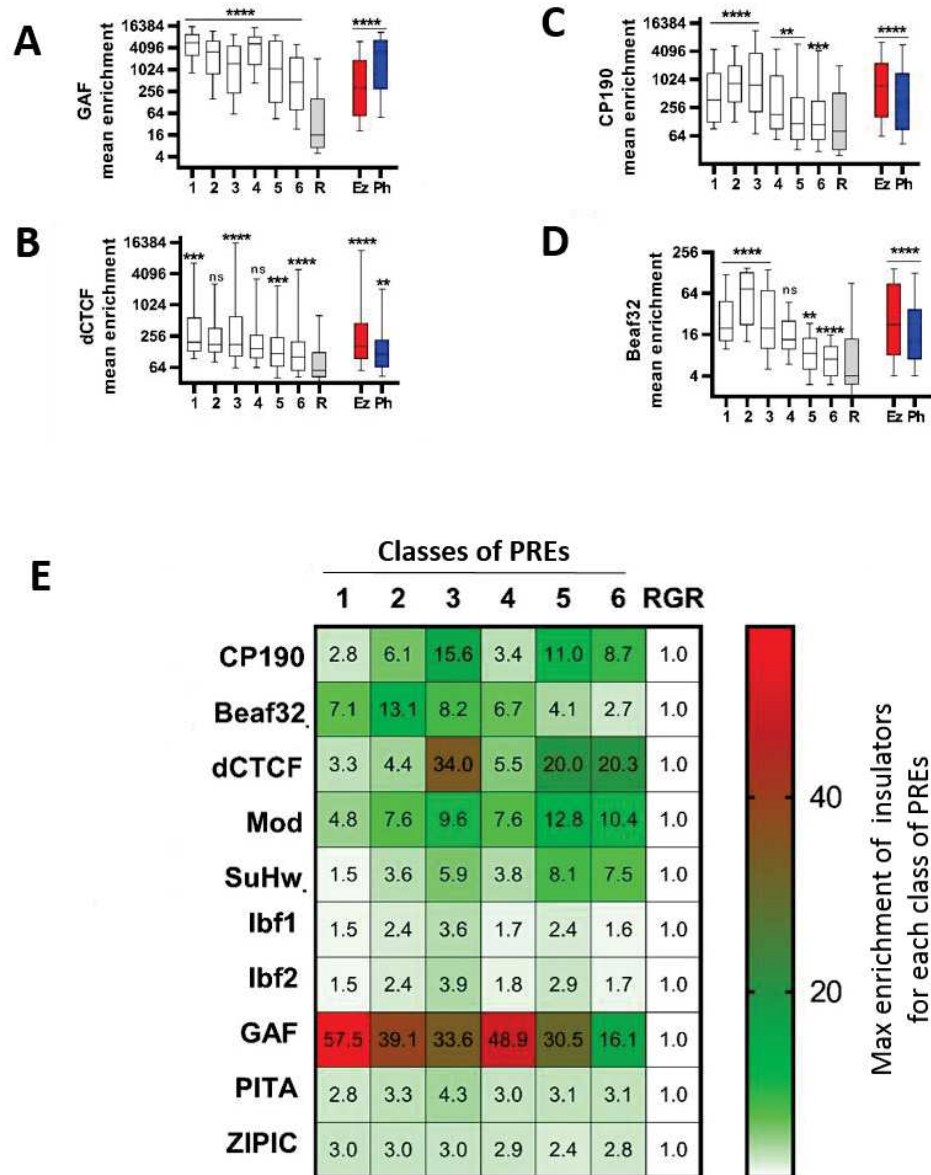 A
GAF
mean enrichment
16384
4096
1024
256
64
16
4
****
****
1 2 3 4 5 6 R Ez Ph
C
CP190
mean enrichment
16384
4096
1024
256
64
****
**
***
****
1 2 3 4 5 6 R Ez Ph
B
dCTCF
mean enrichment
16384
4096
1024
256
64
***
ns
****
ns
***
****
****
**
1 2 3 4 5 6 R Ez Ph
D
Beaf32
mean enrichment
256
64
16
4
****
ns
**
****
****
1 2 3 4 5 6 R Ez Ph
E
Classes of PREs
1 2 3 4 5 6 RGR
CP190 2.8 6.1 15.6 3.4 11.0 8.7 1.0
Beaf32. 7.1 13.1 8.2 6.7 4.1 2.7 1.0
dCTCF 3.3 4.4 34.0 5.5 20.0 20.3 1.0
Mod 4.8 7.6 9.6 7.6 12.8 10.4 1.0
SuHw. 1.5 3.6 5.9 3.8 8.1 7.5 1.0
Ibf1 1.5 2.4 3.6 1.7 2.4 1.6 1.0
Ibf2 1.5 2.4 3.9 1.8 2.9 1.7 1.0
GAF 57.5 39.1 33.6 48.9 30.5 16.1 1.0
PITA 2.8 3.3 4.3 3.0 3.1 3.1 1.0
ZIPIC 3.0 3.0 3.0 2.9 2.4 2.8 1.0
40
20
Max enrichment of insulators
for each class of PREs